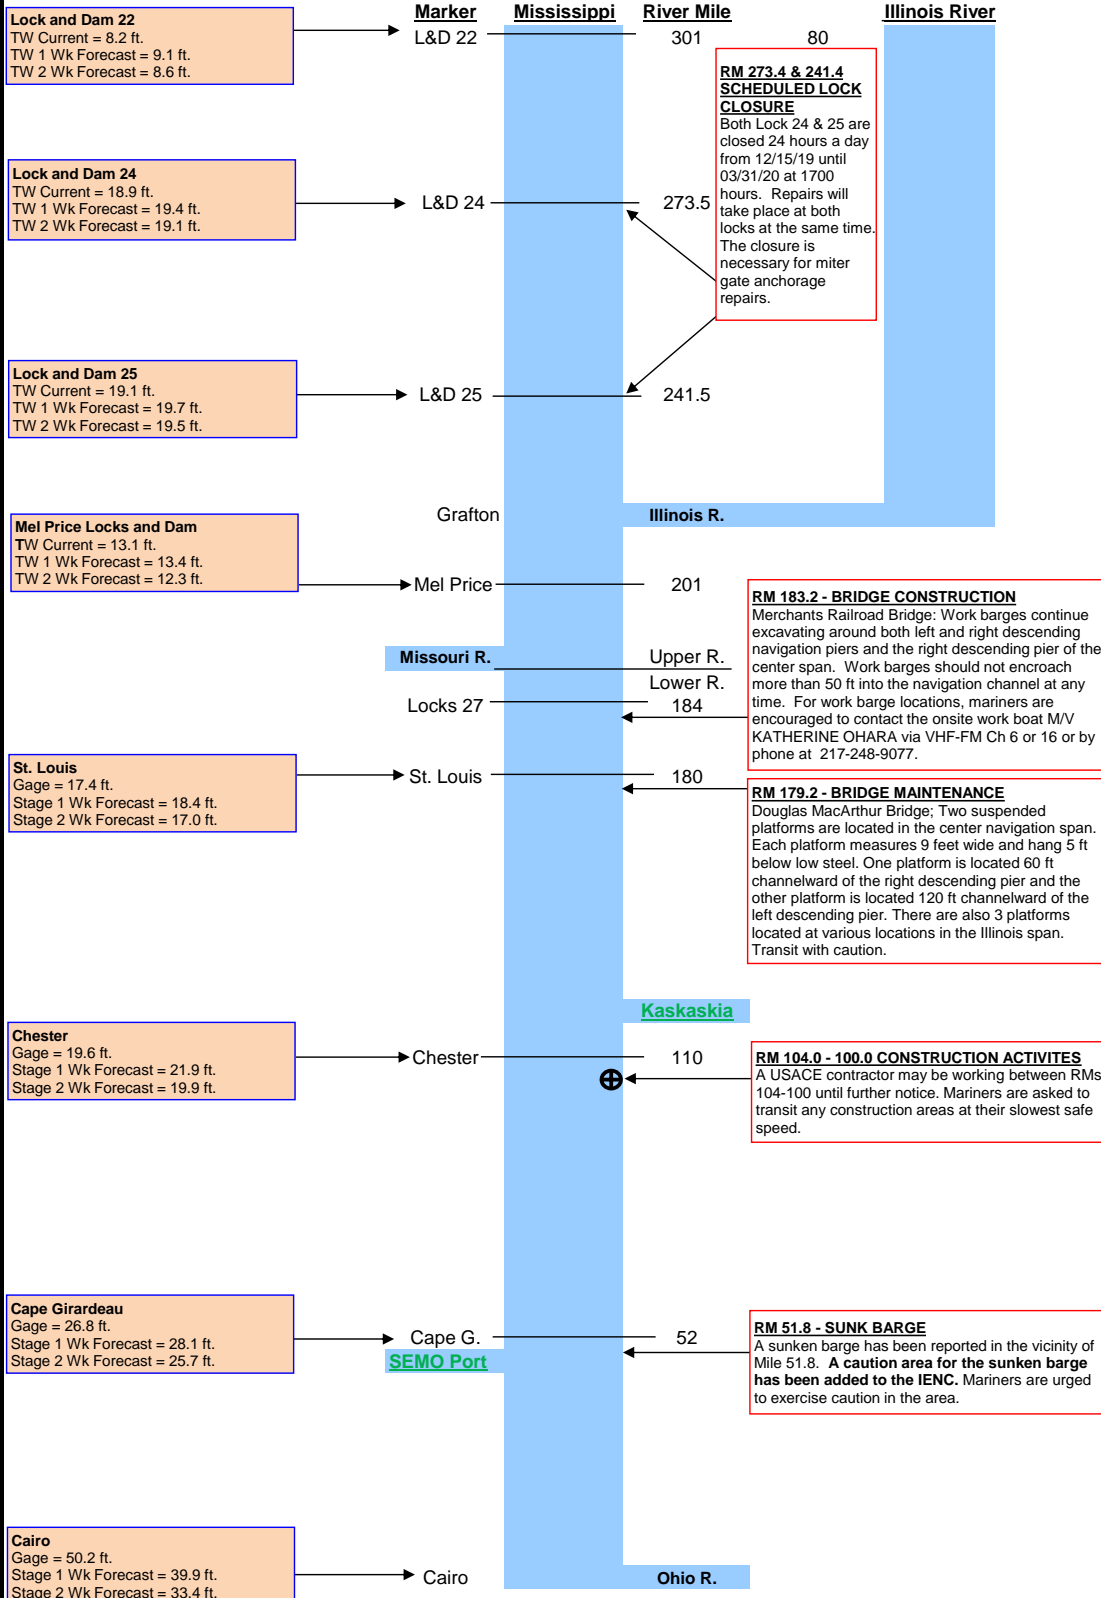 Marker Mississippi River Mile Illinois River
Lock and Dam 22
TW Current = 8.2 ft.
TW 1 Wk Forecast = 9.1 ft.
TW 2 Wk Forecast = 8.6 ft.
L&D 22 301 80
RM 273.4 & 241.4
SCHEDULED LOCK
CLOSURE
Both Lock 24 & 25 are
closed 24 hours a day
from 12/15/19 until
03/31/20 at 1700
hours. Repairs will
take place at both
locks at the same time.
The closure is
necessary for miter
gate anchorage
repairs.
Lock and Dam 24
TW Current = 18.9 ft.
TW 1 Wk Forecast = 19.4 ft.
TW 2 Wk Forecast = 19.1 ft.
L&D 24 273.5
Lock and Dam 25
TW Current = 19.1 ft.
TW 1 Wk Forecast = 19.7 ft.
TW 2 Wk Forecast = 19.5 ft.
L&D 25 241.5
Grafton Illinois R.
Mel Price Locks and Dam
TW Current = 13.1 ft.
TW 1 Wk Forecast = 13.4 ft.
TW 2 Wk Forecast = 12.3 ft.
Mel Price 201
RM 183.2 - BRIDGE CONSTRUCTION
Merchants Railroad Bridge: Work barges continue
excavating around both left and right descending
navigation piers and the right descending pier of the
center span. Work barges should not encroach
more than 50 ft into the navigation channel at any
time. For work barge locations, mariners are
encouraged to contact the onsite work boat M/V
KATHERINE OHARA via VHF-FM Ch 6 or 16 or by
phone at 217-248-9077.
Missouri R. Upper R.
Lower R.
Locks 27 184
St. Louis
Gage = 17.4 ft.
Stage 1 Wk Forecast = 18.4 ft.
Stage 2 Wk Forecast = 17.0 ft.
St. Louis 180
RM 179.2 - BRIDGE MAINTENANCE
Douglas MacArthur Bridge; Two suspended
platforms are located in the center navigation span.
Each platform measures 9 feet wide and hang 5 ft
below low steel. One platform is located 60 ft
channelward of the right descending pier and the
other platform is located 120 ft channelward of the
left descending pier. There are also 3 platforms
located at various locations in the Illinois span.
Transit with caution.
Kaskaskia
Chester
Gage = 19.6 ft.
Stage 1 Wk Forecast = 21.9 ft.
Stage 2 Wk Forecast = 19.9 ft.
Chester 110
RM 104.0 - 100.0 CONSTRUCTION ACTIVITES
A USACE contractor may be working between RMs
104-100 until further notice. Mariners are asked to
transit any construction areas at their slowest safe
speed.
Cape Girardeau
Gage = 26.8 ft.
Stage 1 Wk Forecast = 28.1 ft.
Stage 2 Wk Forecast = 25.7 ft.
Cape G. 52
SEMO Port
RM 51.8 - SUNK BARGE
A sunken barge has been reported in the vicinity of
Mile 51.8. A caution area for the sunken barge
has been added to the IENC. Mariners are urged
to exercise caution in the area.
Cairo
Gage = 50.2 ft.
Stage 1 Wk Forecast = 39.9 ft.
Stage 2 Wk Forecast = 33.4 ft.
Cairo Ohio R.